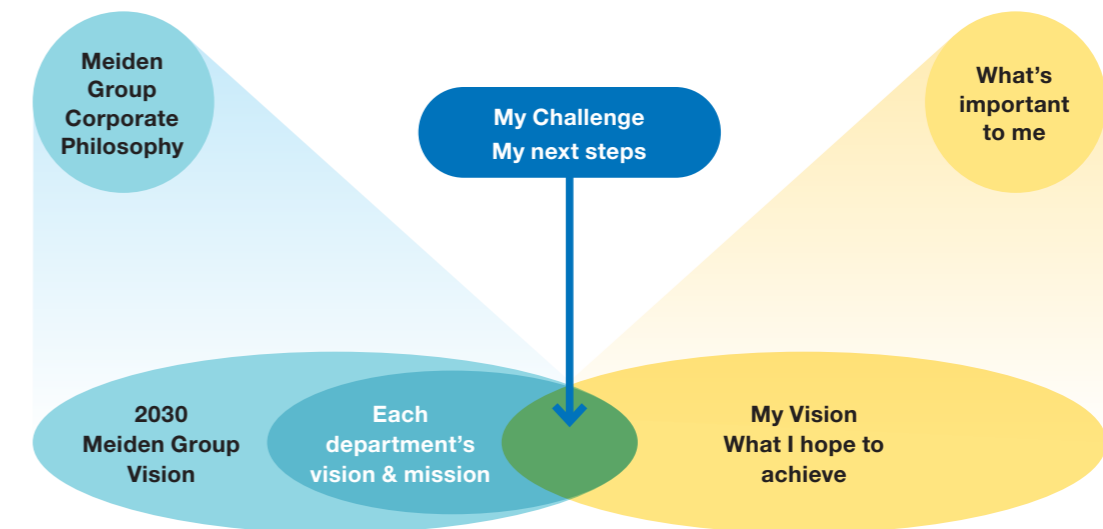 Meiden
Group
Corporate
Philosophy
My Challenge
My next steps
What's
important
to me
2030
Meiden Group
Vision
Each
department's
vision & mission
My Vision
What I hope to
achieve